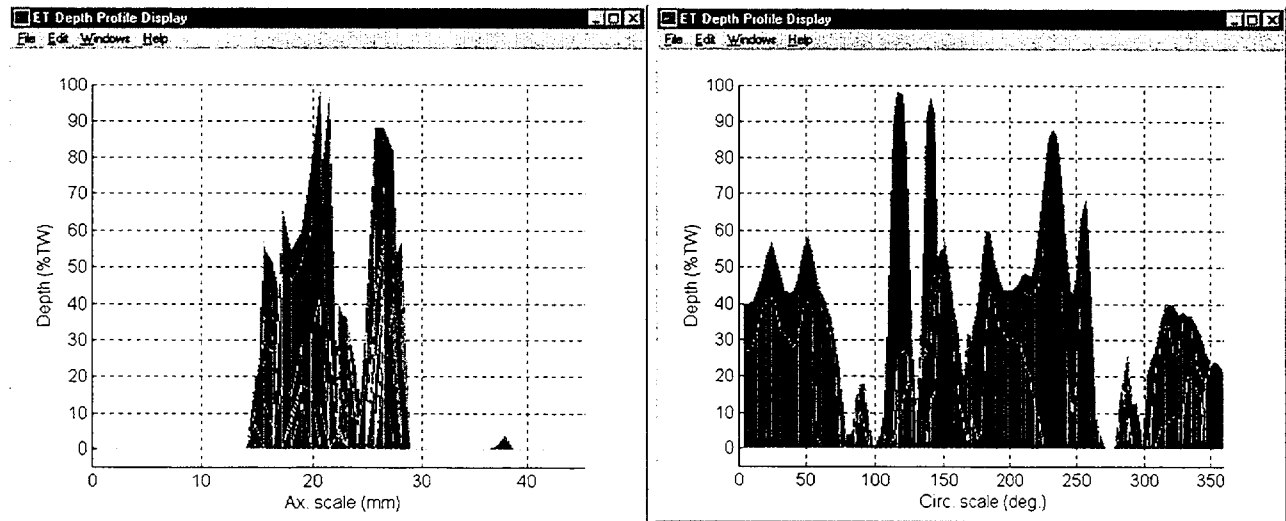 ET Depth Profile Display
File Edit Windows Help
100
90
80
70
60
50
40
30
20
10
0
Depth (%TW)
0 10 20 30 40
Ax. scale (mm)
ET Depth Profile Display
File Edit Windows Help
100
90
80
70
60
50
40
30
20
10
0
Depth (%TW)
0 50 100 150 200 250 300 350
Circ. scale (deg.)